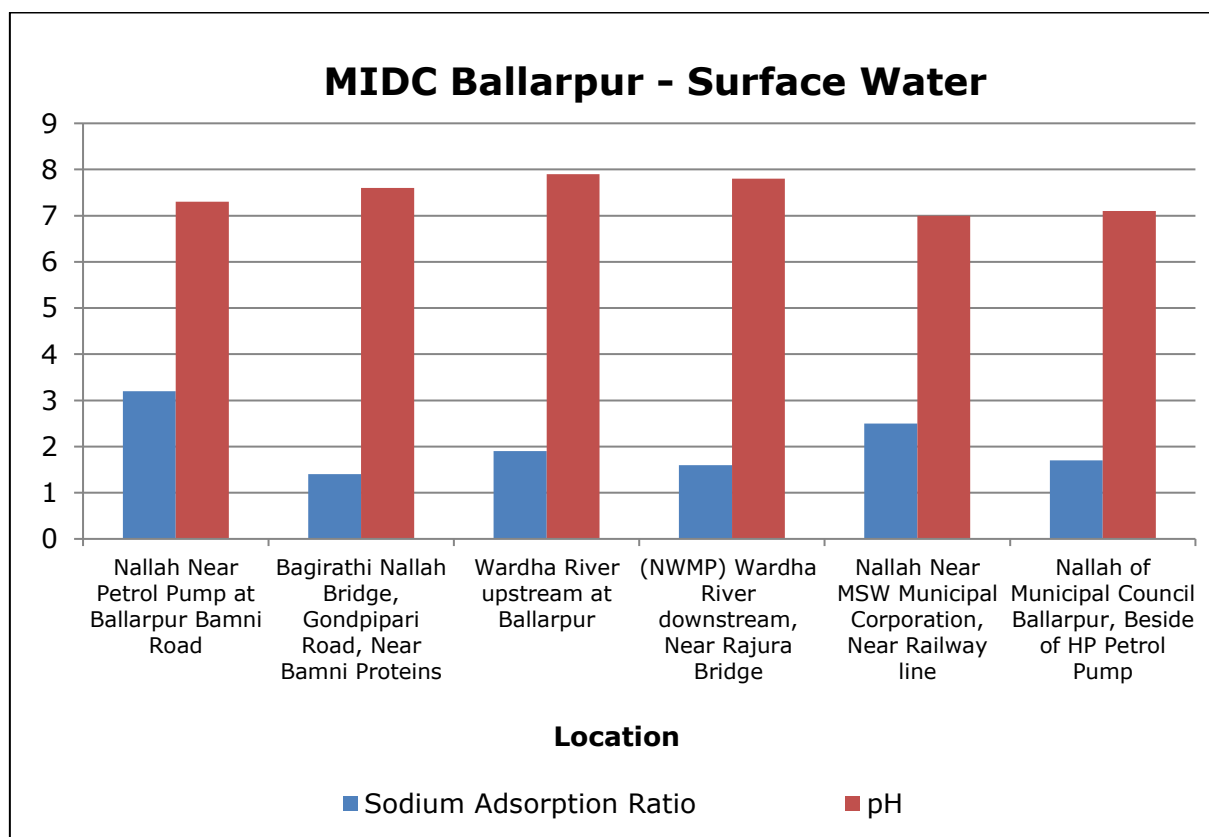 MIDC Ballarpur - Surface Water
9
8
7
6
5
4
3
2
1
0
Nallah Near
Petrol Pump at
Ballarpur Bamni
Road
Bagirathi Nallah
Bridge,
Gondpipari
Road, Near
Bamni Proteins
Wardha River
upstream at
Ballarpur
(NWMP) Wardha
River
downstream,
Near Rajura
Bridge
Nallah Near
MSW Municipal
Corporation,
Near Railway
line
Nallah of
Municipal Council
Ballarpur, Beside
of HP Petrol
Pump
Location
Sodium Adsorption Ratio
pH